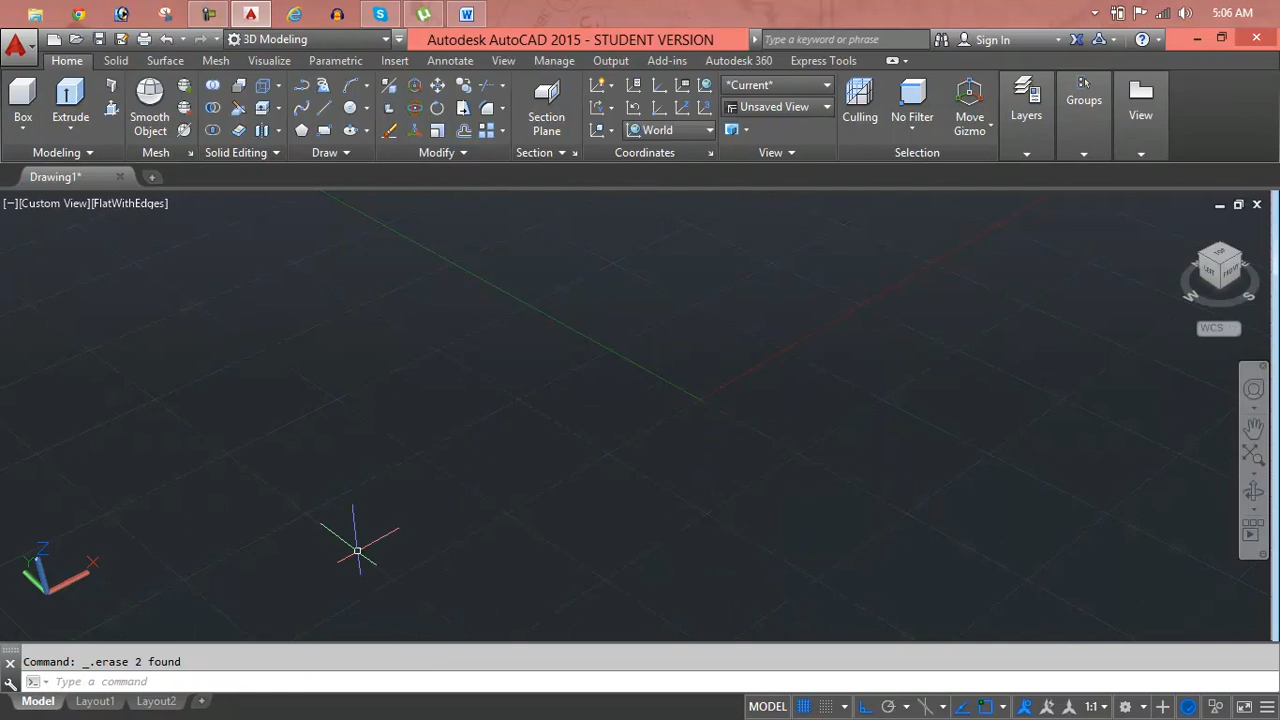 5:06 AM
3D Modeling
Autodesk AutoCAD 2015 - STUDENT VERSION
Type a keyword or phrase
Sign In
Home Solid Surface Mesh Visualize Parametric Insert Annotate View Manage Output Add-ins Autodesk 360 Express Tools
Box
Extrude
Smooth Object
Section Plane
*Current*
Unsaved View
World
Culling
No Filter
Move Gizmo
Layers
Groups
View
Modeling Mesh Solid Editing Draw Modify Section Coordinates View Selection
Drawing1*
[−][Custom View][FlatWithEdges]
TOP
LEFT FRONT
W S
WCS
Z
Y X
Command: _.erase 2 found
Type a command
Model Layout1 Layout2
MODEL
1:1